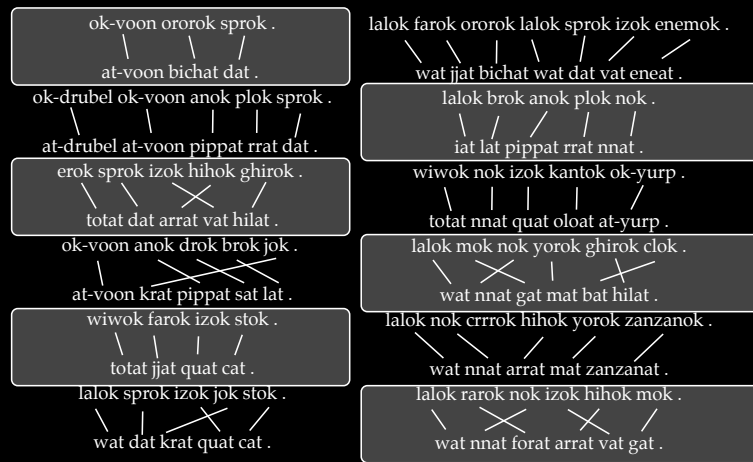 ok-voon ororok sprok .
at-voon bichat dat .
ok-drubel ok-voon anok plok sprok .
at-drubel at-voon pippat rrat dat .
erok sprok izok hihok ghirok .
totat dat arrat vat hilat .
ok-voon anok drok brok jok .
at-voon krat pippat sat lat .
wiwok farok izok stok .
totat jjat quat cat .
lalok sprok izok jok stok .
wat dat krat quat cat .
lalok farok ororok lalok sprok izok enemok .
wat jjat bichat wat dat vat eneat .
lalok brok anok plok nok .
iat lat pippat rrat nnat .
wiwok nok izok kantok ok-yurp .
totat nnat quat oloat at-yurp .
lalok mok nok yorok ghirok clok .
wat nnat gat mat bat hilat .
lalok nok crrrok hihok yorok zanzanok .
wat nnat arrat mat zanzanat .
lalok rarok nok izok hihok mok .
wat nnat forat arrat vat gat .